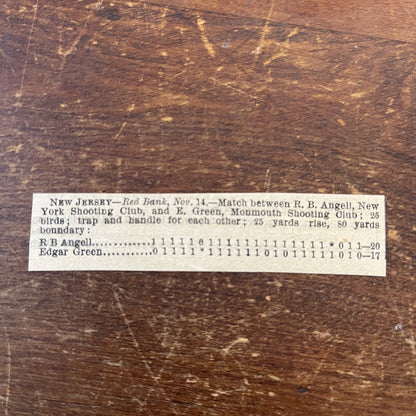 NEW JERSEY—Red Bank, Nov. 14.—Match between R. B. Angell, New
York Shooting Club, and E. Green, Monmouth Shooting Club; 25
birds; trap and handle for each other; 25 yards rise, 80 yards
boundary:
R B Angell............1 1 1 1 1 0 1 1 1 1 1 1 1 1 1 1 1 1 * 0 1 1—20
Edgar Green...........0 1 1 1 1 * 1 1 1 1 1 1 0 1 0 1 1 1 1 1 0 1 0—17